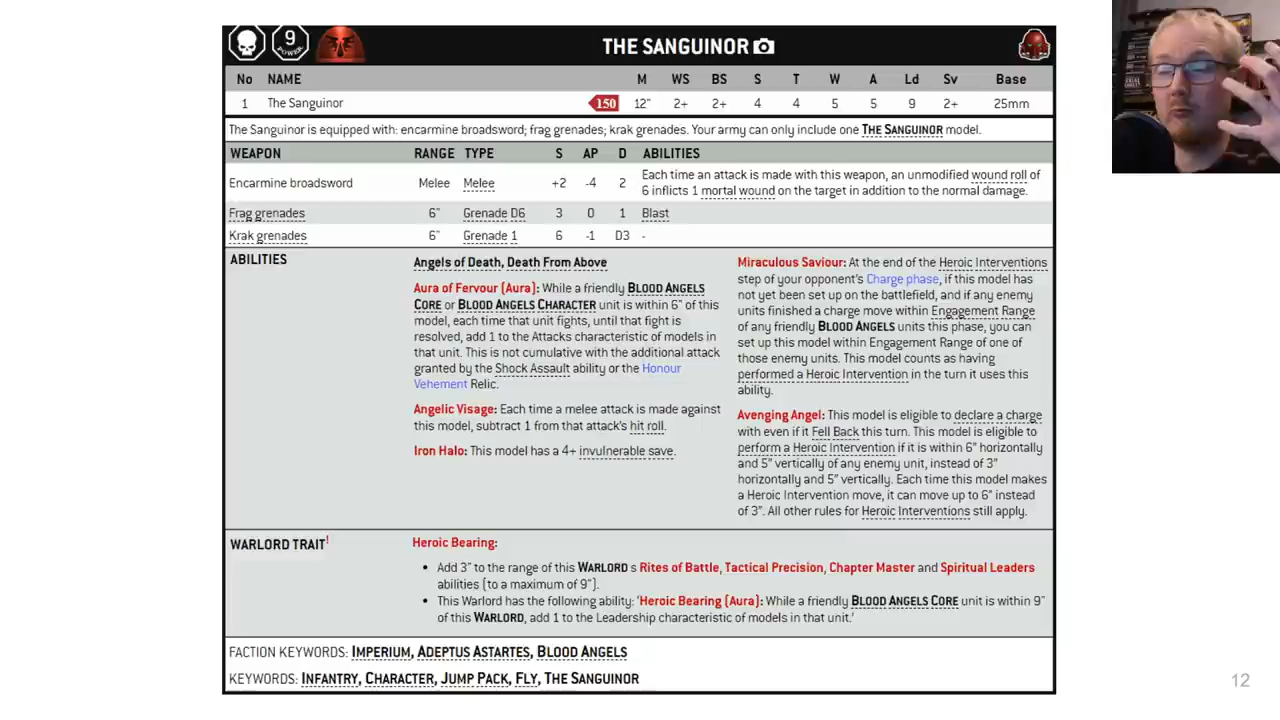 9
POWER
THE SANGUINOR
No NAME M WS BS S T W A Ld Sv Base
1 The Sanguinor 150 12" 2+ 2+ 4 4 5 5 9 2+ 25mm
The Sanguinor is equipped with: encarmine broadsword; frag grenades; krak grenades. Your army can only include one THE SANGUINOR model.
WEAPON RANGE TYPE S AP D ABILITIES
Encarmine broadsword Melee Melee +2 -4 2 Each time an attack is made with this weapon, an unmodified wound roll of
6 inflicts 1 mortal wound on the target in addition to the normal damage.
Frag grenades 6" Grenade D6 3 0 1 Blast
Krak grenades 6" Grenade 1 6 -1 D3 -
ABILITIES
Angels of Death, Death From Above
Aura of Fervour (Aura): While a friendly BLOOD ANGELS
CORE or BLOOD ANGELS CHARACTER unit is within 6" of this
model, each time that unit fights, until that fight is
resolved, add 1 to the Attacks characteristic of models in
that unit. This is not cumulative with the additional attack
granted by the Shock Assault ability or the Honour
Vehement Relic.
Angelic Visage: Each time a melee attack is made against
this model, subtract 1 from that attack's hit roll.
Iron Halo: This model has a 4+ invulnerable save.
Miraculous Saviour: At the end of the Heroic Interventions
step of your opponent's Charge phase, if this model has
not yet been set up on the battlefield, and if any enemy
units finished a charge move within Engagement Range
of any friendly BLOOD ANGELS units this phase, you can
set up this model within Engagement Range of one of
those enemy units. This model counts as having
performed a Heroic Intervention in the turn it uses this
ability.
Avenging Angel: This model is eligible to declare a charge
with even if it Fell Back this turn. This model is eligible to
perform a Heroic Intervention if it is within 6" horizontally
and 5" vertically of any enemy unit, instead of 3"
horizontally and 5" vertically. Each time this model makes
a Heroic Intervention move, it can move up to 6" instead
of 3". All other rules for Heroic Interventions still apply.
WARLORD TRAIT!
Heroic Bearing:
• Add 3" to the range of this WARLORD s Rites of Battle, Tactical Precision, Chapter Master and Spiritual Leaders
abilities (to a maximum of 9").
• This Warlord has the following ability: 'Heroic Bearing (Aura): While a friendly BLOOD ANGELS CORE unit is within 9"
of this WARLORD, add 1 to the Leadership characteristic of models in that unit.'
FACTION KEYWORDS: IMPERIUM, ADEPTUS ASTARTES, BLOOD ANGELS
KEYWORDS: INFANTRY, CHARACTER, JUMP PACK, FLY, THE SANGUINOR
12